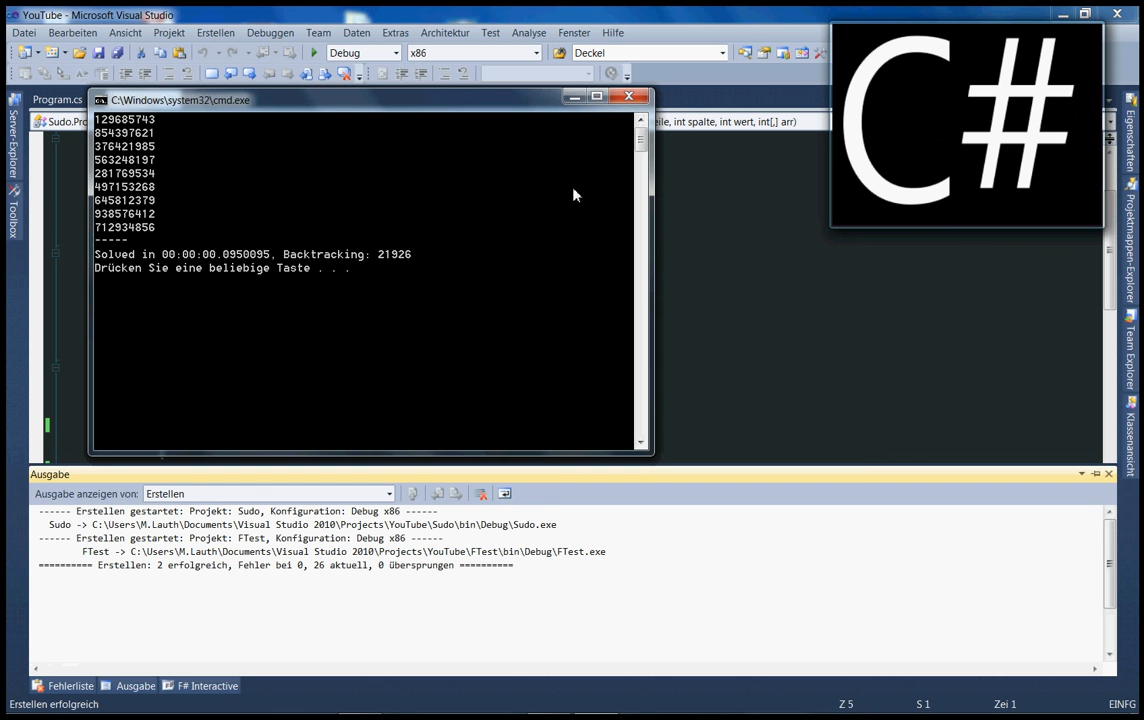 YouTube - Microsoft Visual Studio
Datei Bearbeiten Ansicht Projekt Erstellen Debuggen Team Daten Extras Architektur Test Analyse Fenster Hilfe
Debug x86 Deckel
Program.cs
C:\Windows\system32\cmd.exe
Sudo.Pro
eile, int spalte, int wert, int[,] arr)
C#
129685743
854397621
376421985
563248197
281769534
497153268
645812379
938576412
712934856
-----
Solved in 00:00:00.0950095, Backtracking: 21926
Drücken Sie eine beliebige Taste . . .
Server-Explorer
Toolbox
Eigenschaften
Projektmappen-Explorer
Team Explorer
Klassenansicht
Ausgabe
Ausgabe anzeigen von: Erstellen
------ Erstellen gestartet: Projekt: Sudo, Konfiguration: Debug x86 ------
Sudo -> C:\Users\M.Lauth\Documents\Visual Studio 2010\Projects\YouTube\Sudo\bin\Debug\Sudo.exe
------ Erstellen gestartet: Projekt: FTest, Konfiguration: Debug x86 ------
FTest -> C:\Users\M.Lauth\Documents\Visual Studio 2010\Projects\YouTube\FTest\bin\Debug\FTest.exe
========== Erstellen: 2 erfolgreich, Fehler bei 0, 26 aktuell, 0 übersprungen ==========
Fehlerliste Ausgabe F# Interactive
Erstellen erfolgreich Z 5 S 1 Zei 1 EINFG